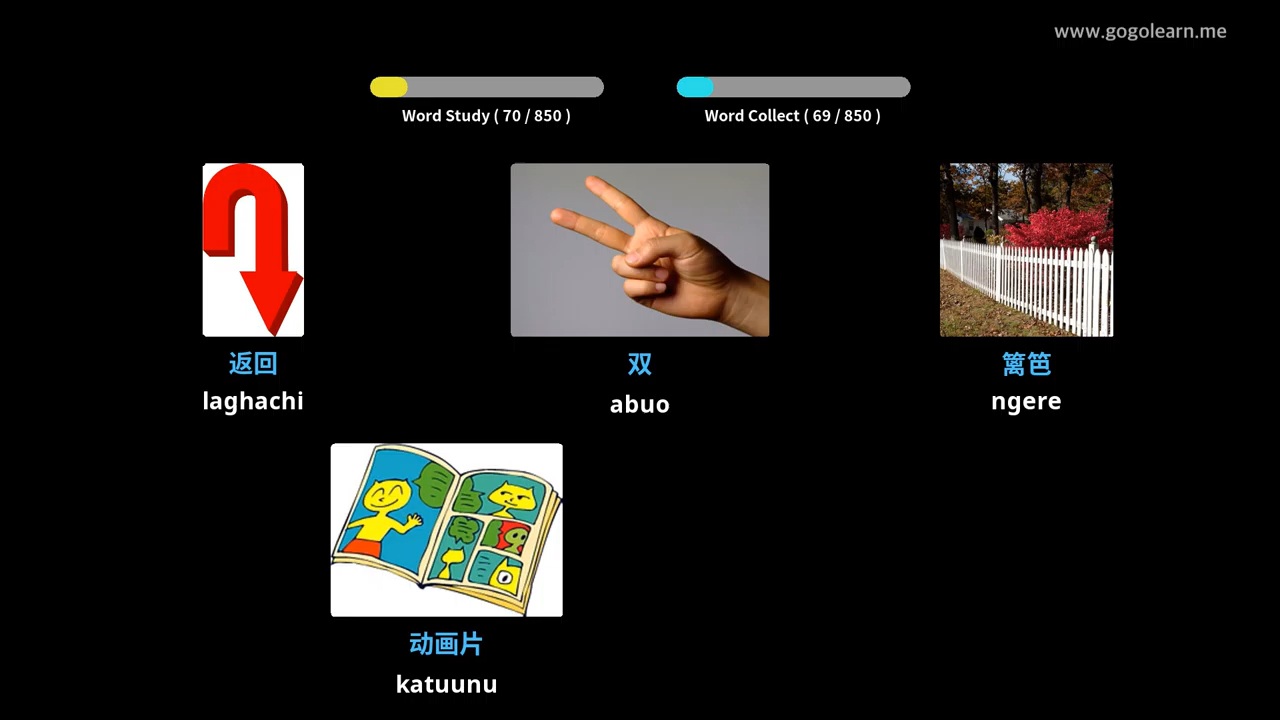 www.gogolearn.me
Word Study ( 70 / 850 )
Word Collect ( 69 / 850 )
返回
laghachi
双
abuo
篱笆
ngere
动画片
katuunu